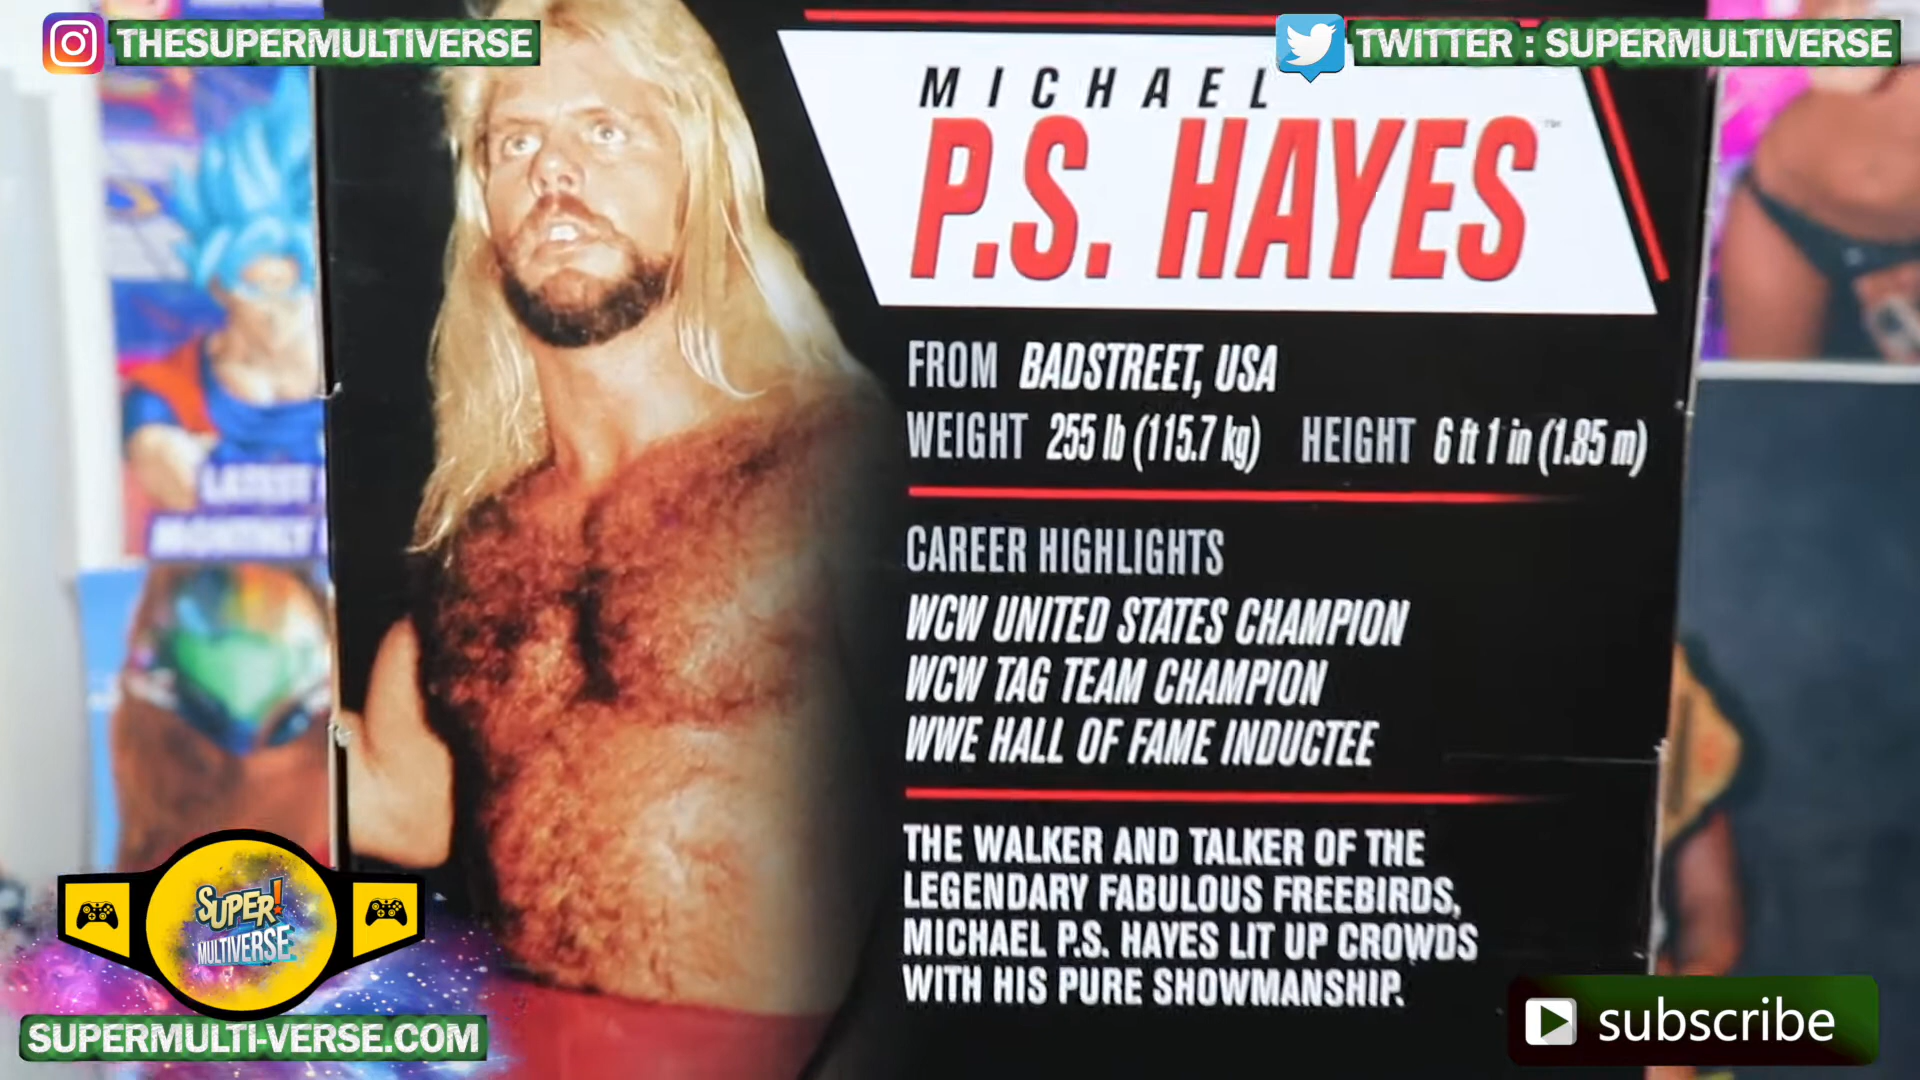 THESUPERMULTIVERSE
TWITTER : SUPERMULTIVERSE
MICHAEL
P.S. HAYES™
FROM BADSTREET, USA
WEIGHT 255 lb (115.7 kg) HEIGHT 6 ft 1 in (1.85 m)
CAREER HIGHLIGHTS
WCW UNITED STATES CHAMPION
WCW TAG TEAM CHAMPION
WWE HALL OF FAME INDUCTEE
THE WALKER AND TALKER OF THE
LEGENDARY FABULOUS FREEBIRDS,
MICHAEL P.S. HAYES LIT UP CROWDS
WITH HIS PURE SHOWMANSHIP.
LATEST
MONTHLY
SUPER!
MULTIVERSE
SUPERMULTI-VERSE.COM
subscribe